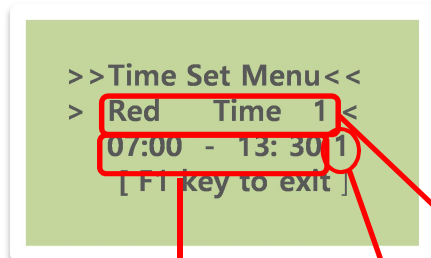 >>Time Set Menu<<
> Red Time 1 <
07:00 - 13: 30 1
[ F1 key to exit ]